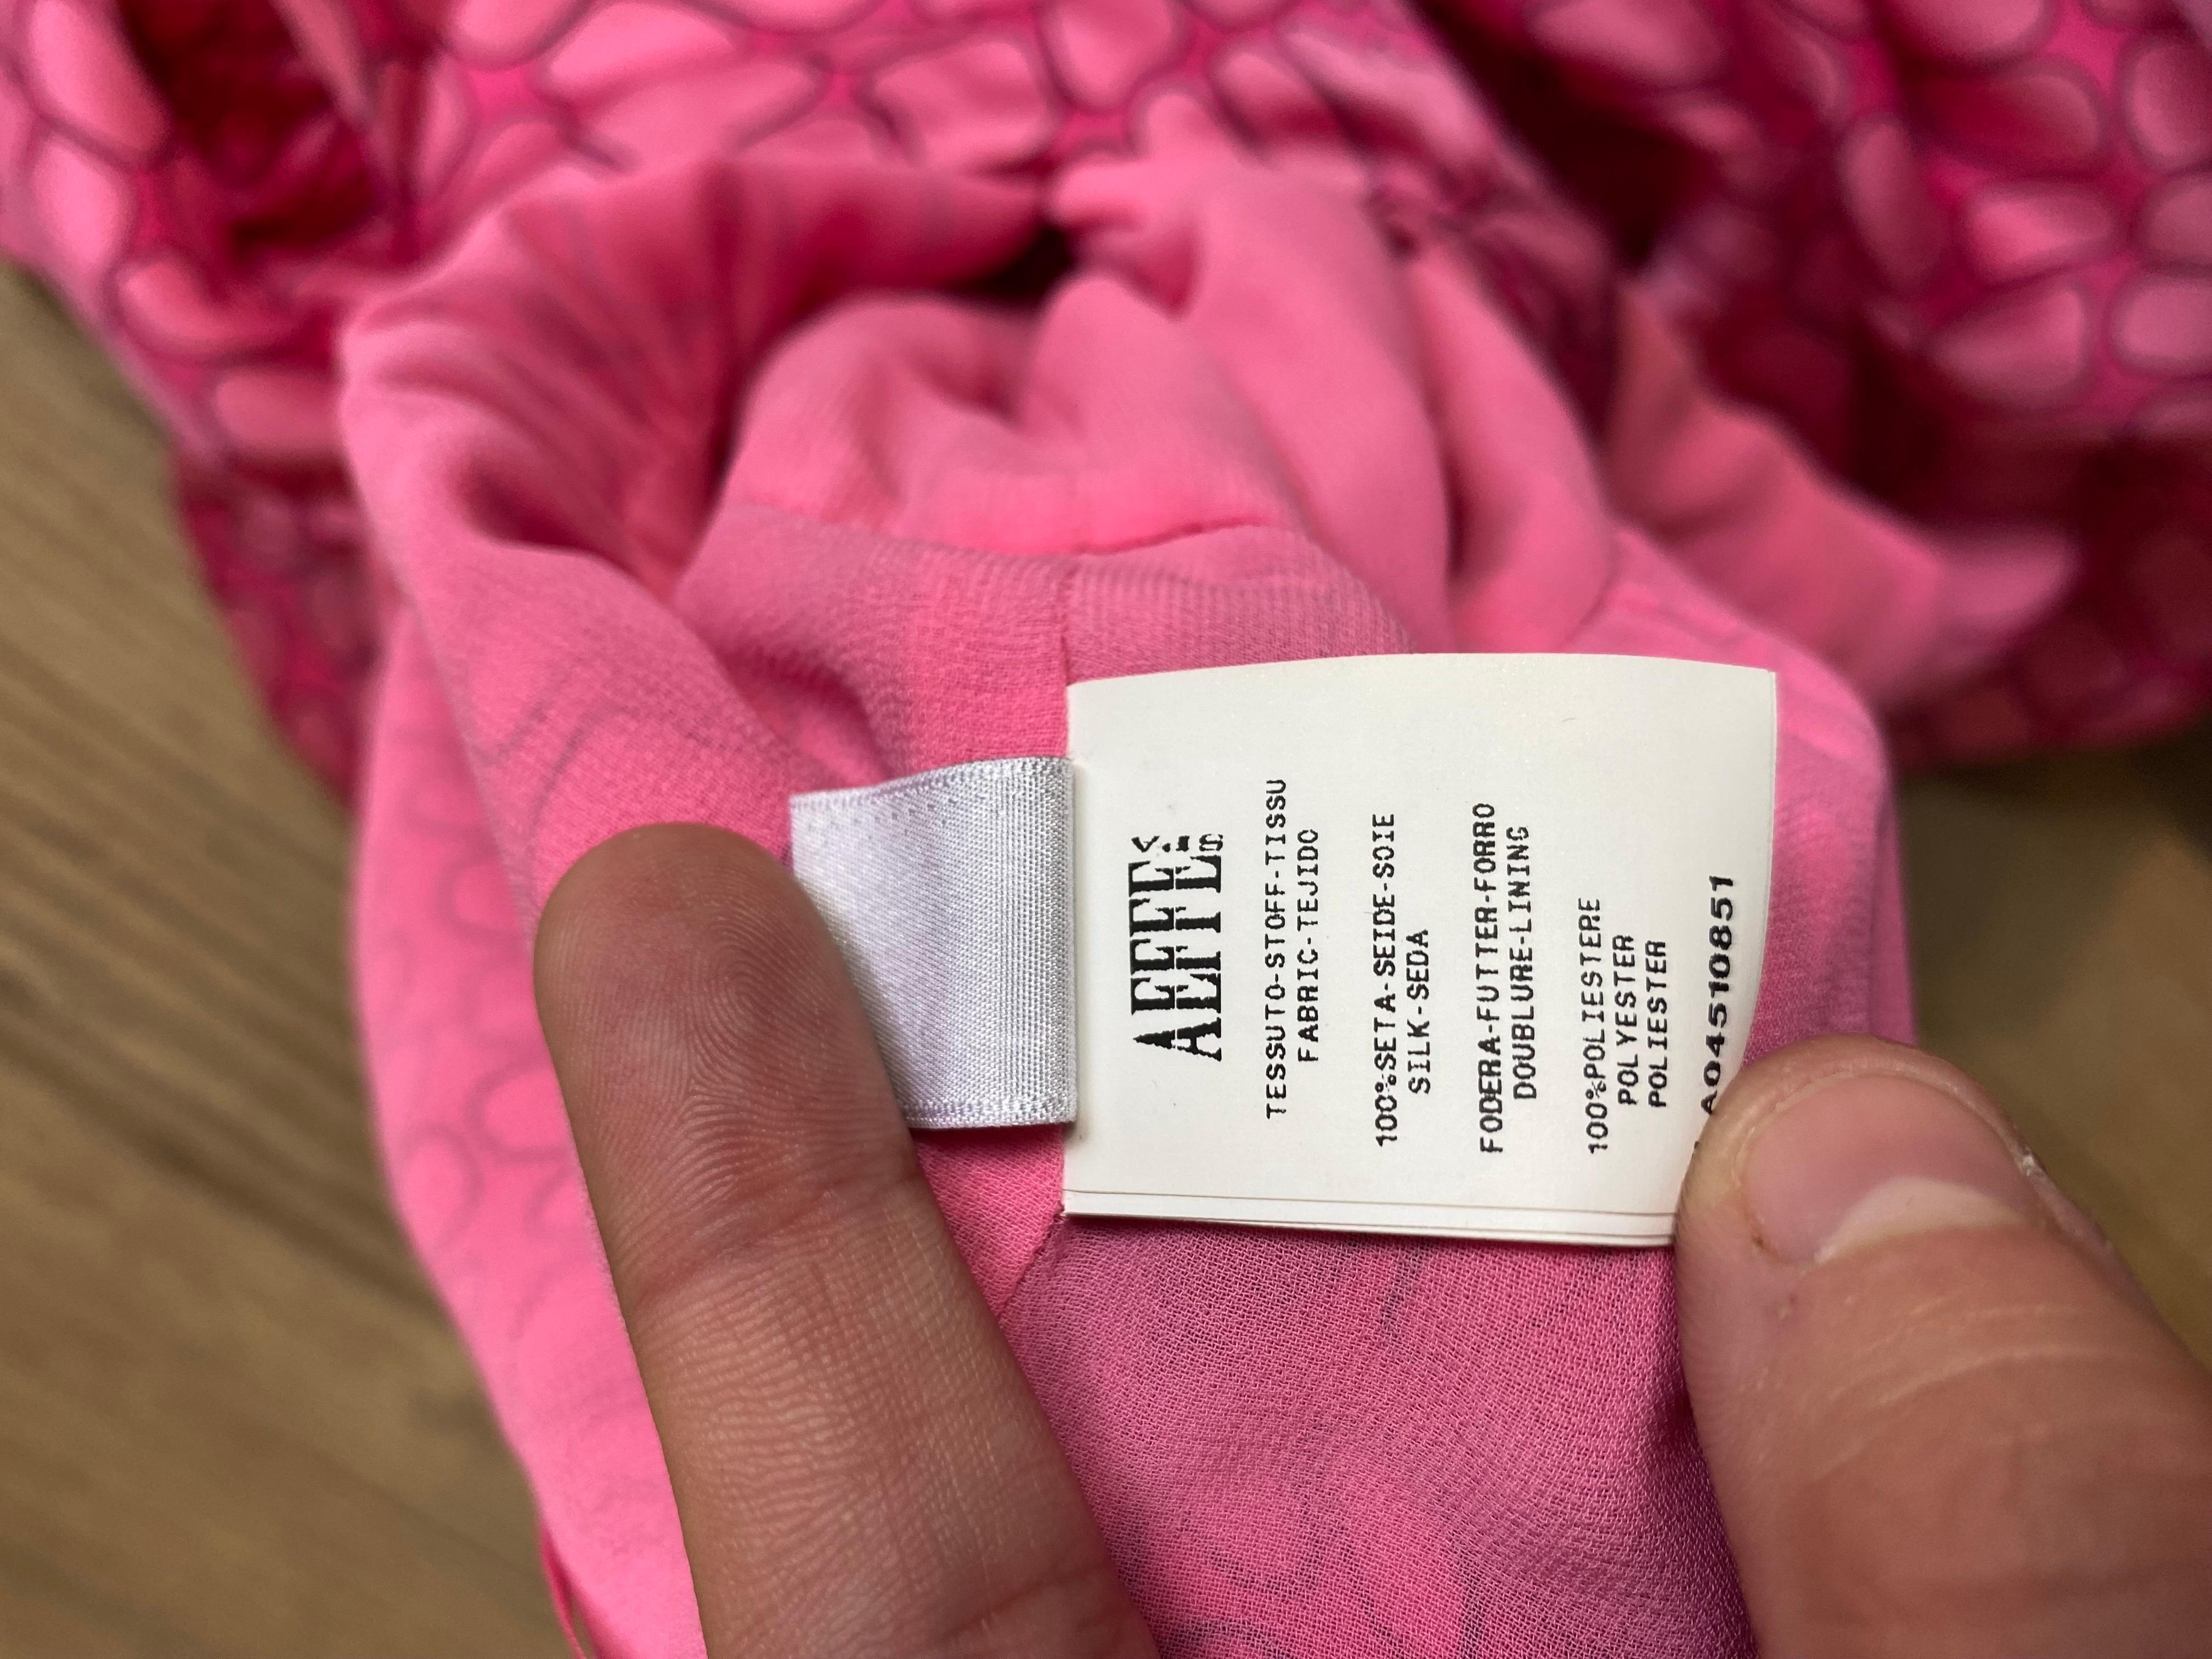 AEFFE
S.p.A.
AEFFE
TESSUTO-STOFF-TISSU
FABRIC-TEJIDO
100%SETA-SEIDE-SOIE
SILK-SEDA
FODERA-FUTTER-FORRO
DOUBLURE-LINING
100%POLIESTERE
POLYESTER
POLIESTER
A04510851